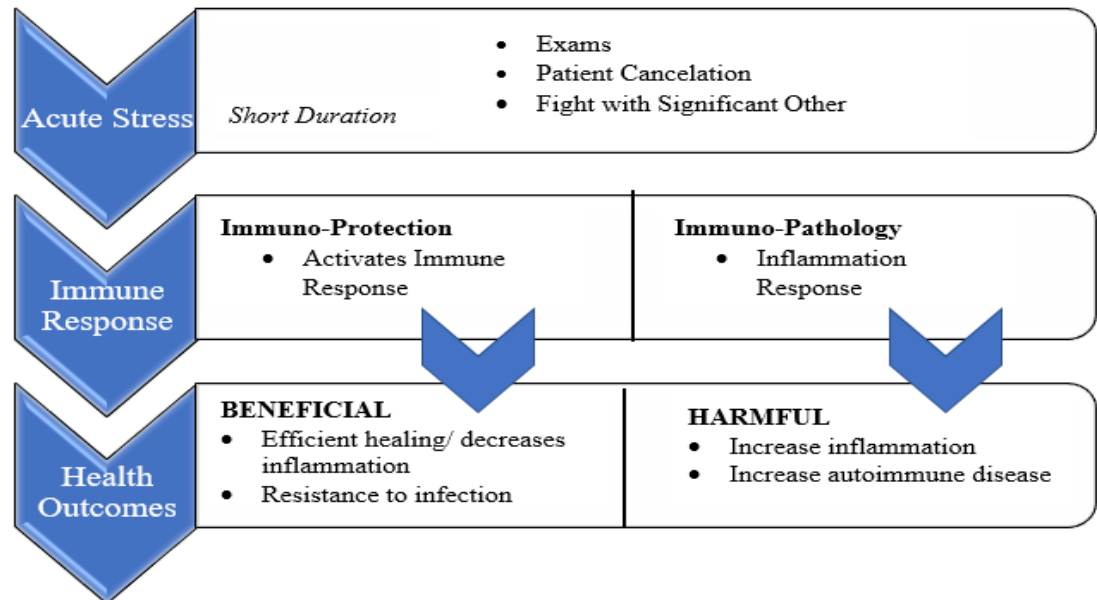 Acute Stress
Short Duration
• Exams
• Patient Cancelation
• Fight with Significant Other
Immune
Response
Immuno-Protection
• Activates Immune
Response
Immuno-Pathology
• Inflammation
Response
Health
Outcomes
BENEFICIAL
• Efficient healing/ decreases
inflammation
• Resistance to infection
HARMFUL
• Increase inflammation
• Increase autoimmune disease